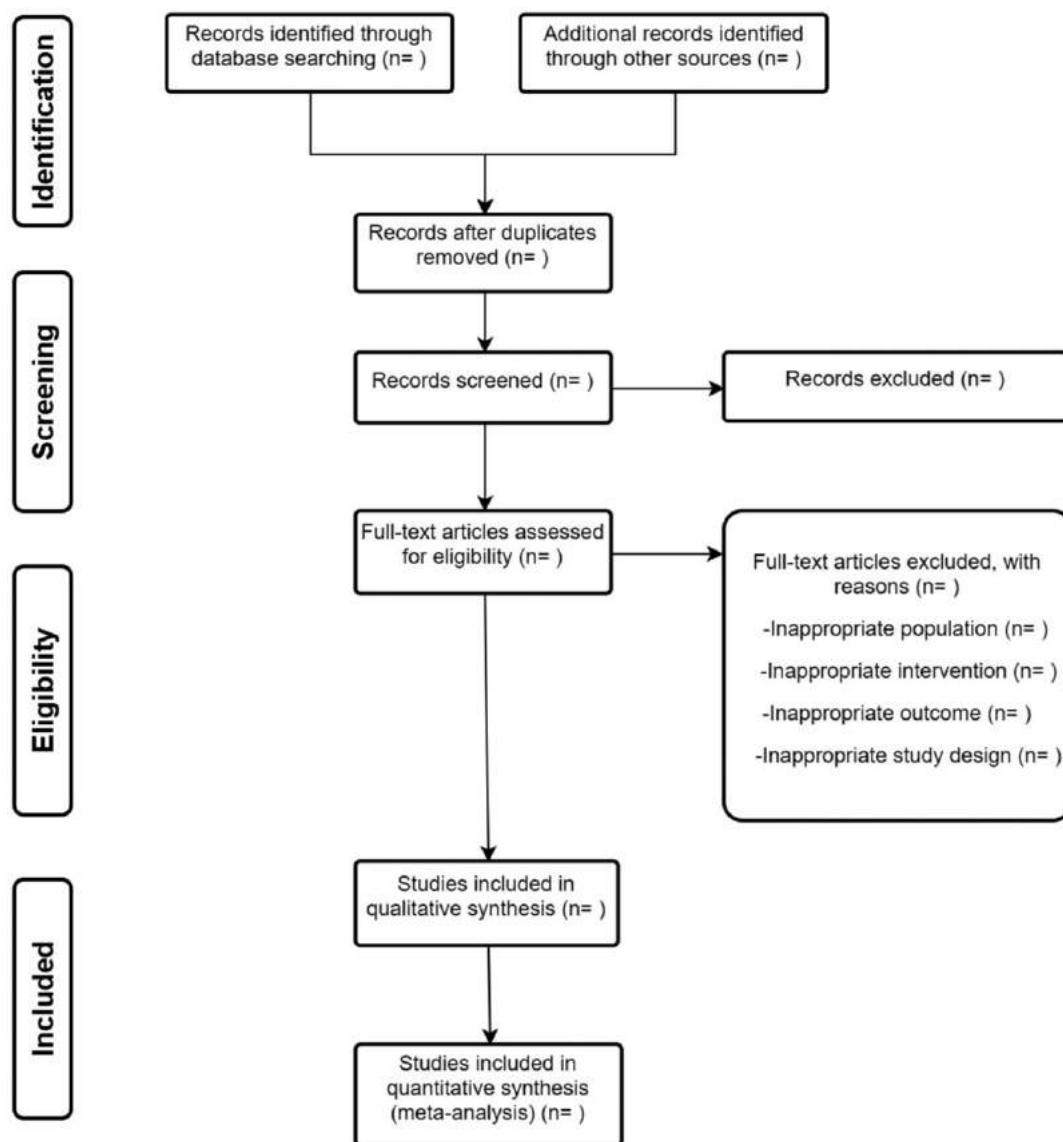 Identification
Records identified through
database searching (n= )
Additional records identified
through other sources (n= )
Records after duplicates
removed (n= )
Screening
Records screened (n= )
Records excluded (n= )
Eligibility
Full-text articles assessed
for eligibility (n= )
Full-text articles excluded, with
reasons (n= )
-Inappropriate population (n= )
-Inappropriate intervention (n= )
-Inappropriate outcome (n= )
-Inappropriate study design (n= )
Included
Studies included in
qualitative synthesis (n= )
Studies included in
quantitative synthesis
(meta-analysis) (n= )